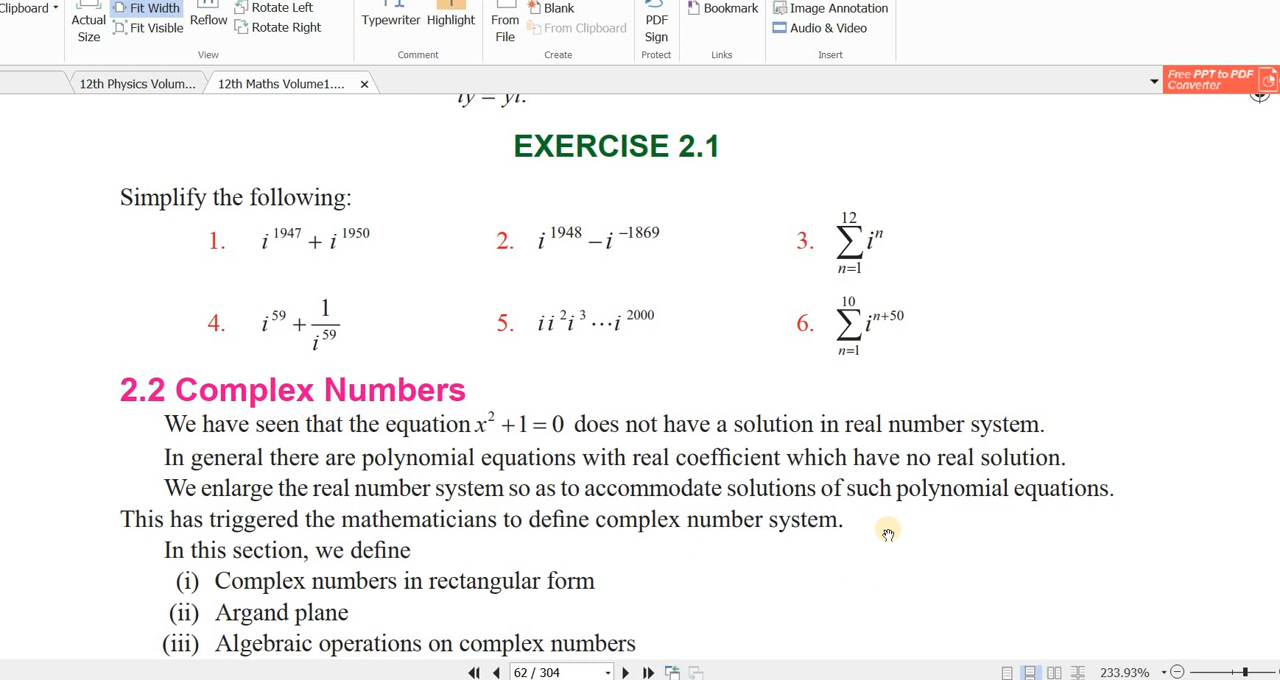 Clipboard
Fit Width
Rotate Left
Typewriter Highlight
From
Blank
PDF
Bookmark
Image Annotation
Actual
Reflow
Fit Visible
Rotate Right
File
From Clipboard
Sign
Audio & Video
Size
View
Comment
Create
Protect
Links
Insert
12th Physics Volum...
12th Maths Volume1....
Free PPT to PDF
Converter
iy = yi.
EXERCISE 2.1
Simplify the following:
1. i^1947 + i^1950
2. i^1948 – i^–1869
3. ∑_{n=1}^{12} i^n
4. i^59 + 1/i^59
5. i i^2 i^3 ⋯ i^2000
6. ∑_{n=1}^{10} i^{n+50}
2.2 Complex Numbers
We have seen that the equation x² + 1 = 0 does not have a solution in real number system.
In general there are polynomial equations with real coefficient which have no real solution.
We enlarge the real number system so as to accommodate solutions of such polynomial equations.
This has triggered the mathematicians to define complex number system.
In this section, we define
(i) Complex numbers in rectangular form
(ii) Argand plane
(iii) Algebraic operations on complex numbers
62 / 304
233.93%